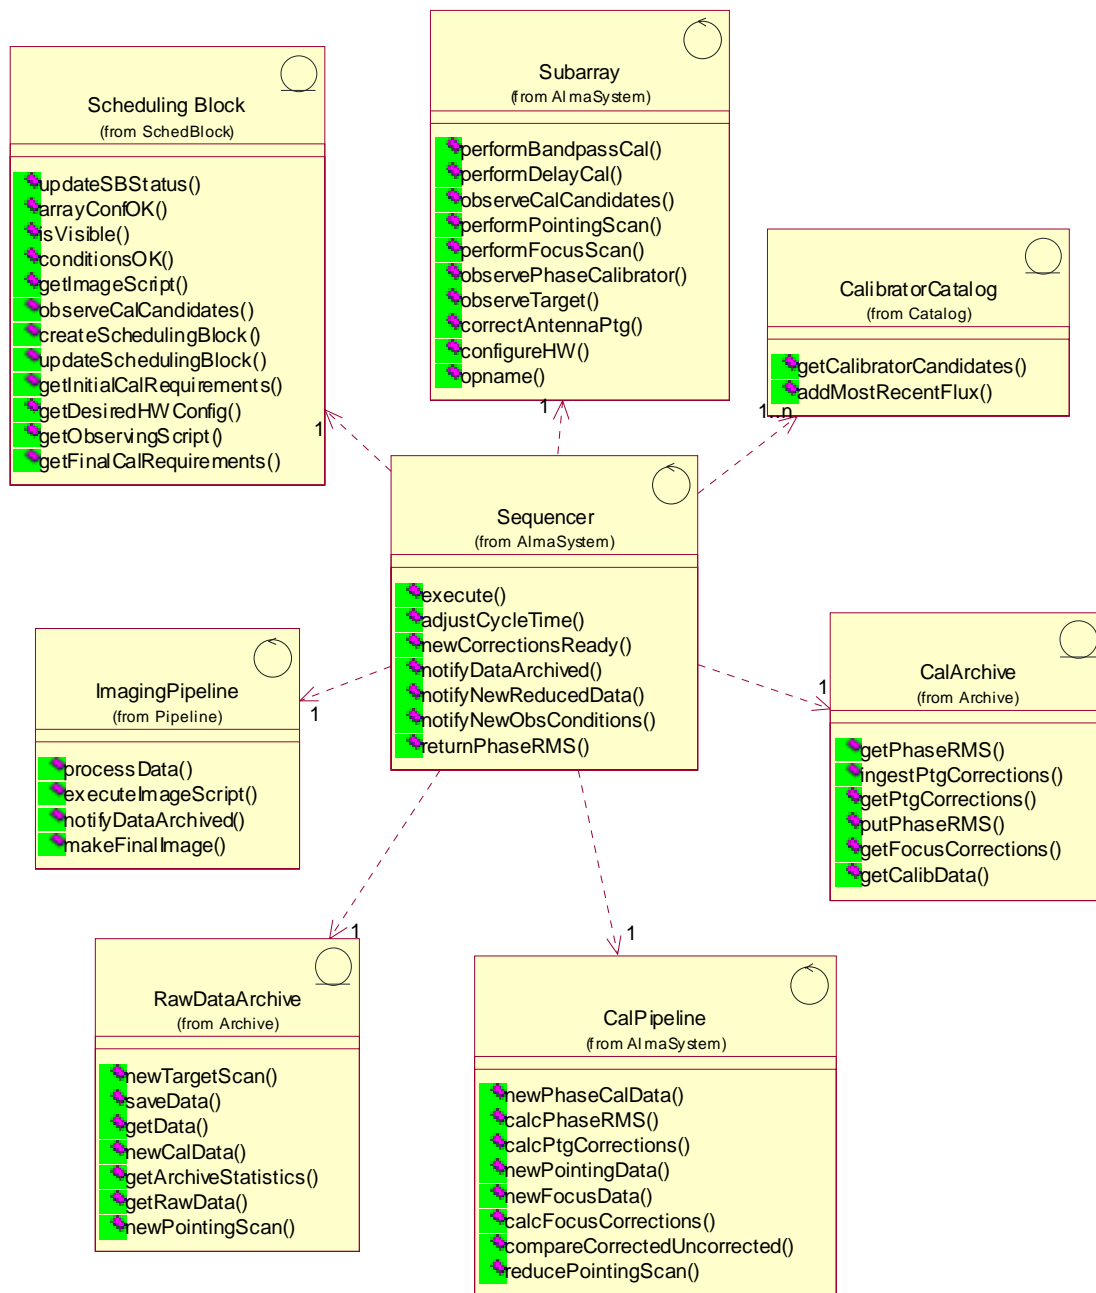 Scheduling Block
(from SchedBlock)
updateSBStatus()
arrayConfOK()
isVisible()
conditionsOK()
getImageScript()
observeCalCandidates()
createSchedulingBlock()
updateSchedulingBlock()
getInitialCalRequirements()
getDesiredHWConfig()
getObservingScript()
getFinalCalRequirements()
1
Subarray
(from AlmaSystem)
performBandpassCal()
performDelayCal()
observeCalCandidates()
performPointingScan()
performFocusScan()
observePhaseCalibrator()
observeTarget()
correctAntennaPtg()
configureHW()
opname()
1
CalibratorCatalog
(from Catalog)
getCalibratorCandidates()
addMostRecentFlux()
1..n
Sequencer
(from AlmaSystem)
execute()
adjustCycleTime()
newCorrectionsReady()
notifyDataArchived()
notifyNewReducedData()
notifyNewObsConditions()
returnPhaseRMS()
ImagingPipeline
(from Pipeline)
processData()
executeImageScript()
notifyDataArchived()
makeFinalImage()
1
CalArchive
(from Archive)
getPhaseRMS()
ingestPtgCorrections()
getPtgCorrections()
putPhaseRMS()
getFocusCorrections()
getCalibData()
1
RawDataArchive
(from Archive)
newTargetScan()
saveData()
getData()
newCalData()
getArchiveStatistics()
getRawData()
newPointingScan()
1
CalPipeline
(from AlmaSystem)
newPhaseCalData()
calcPhaseRMS()
calcPtgCorrections()
newPointingData()
newFocusData()
calcFocusCorrections()
compareCorrectedUncorrected()
reducePointingScan()
1